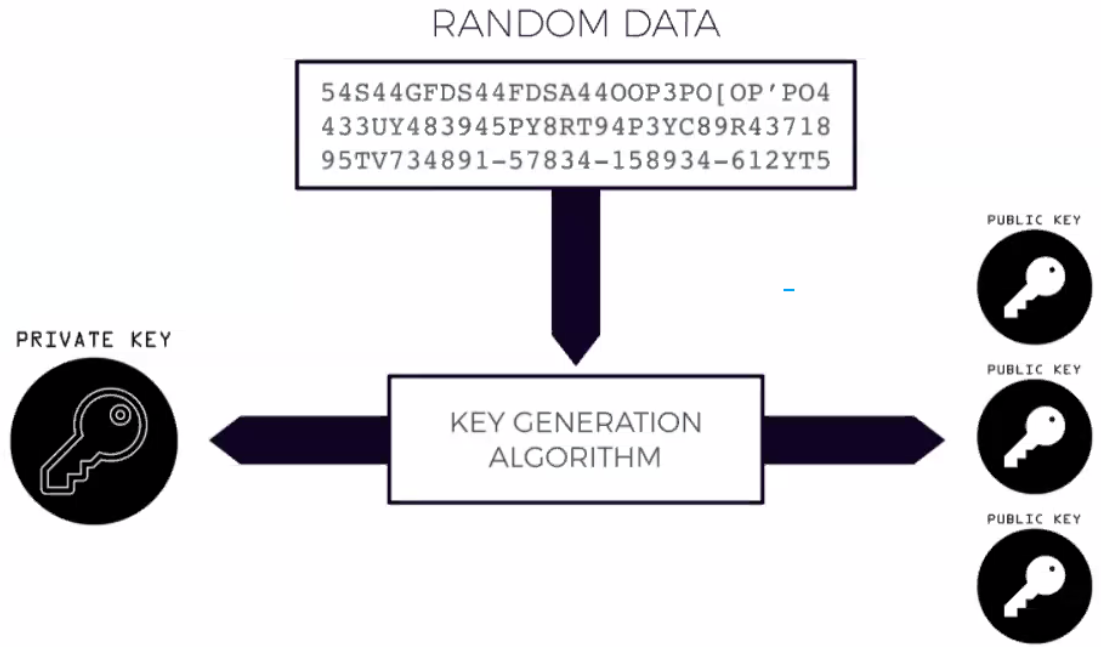 RANDOM DATA
54S44GFDS44FDSA44OOP3PO[OP'PO4
433UY483945PY8RT94P3YC89R43718
95TV734891-57834-158934-612YT5
PUBLIC KEY
PRIVATE KEY
PUBLIC KEY
KEY GENERATION
ALGORITHM
PUBLIC KEY